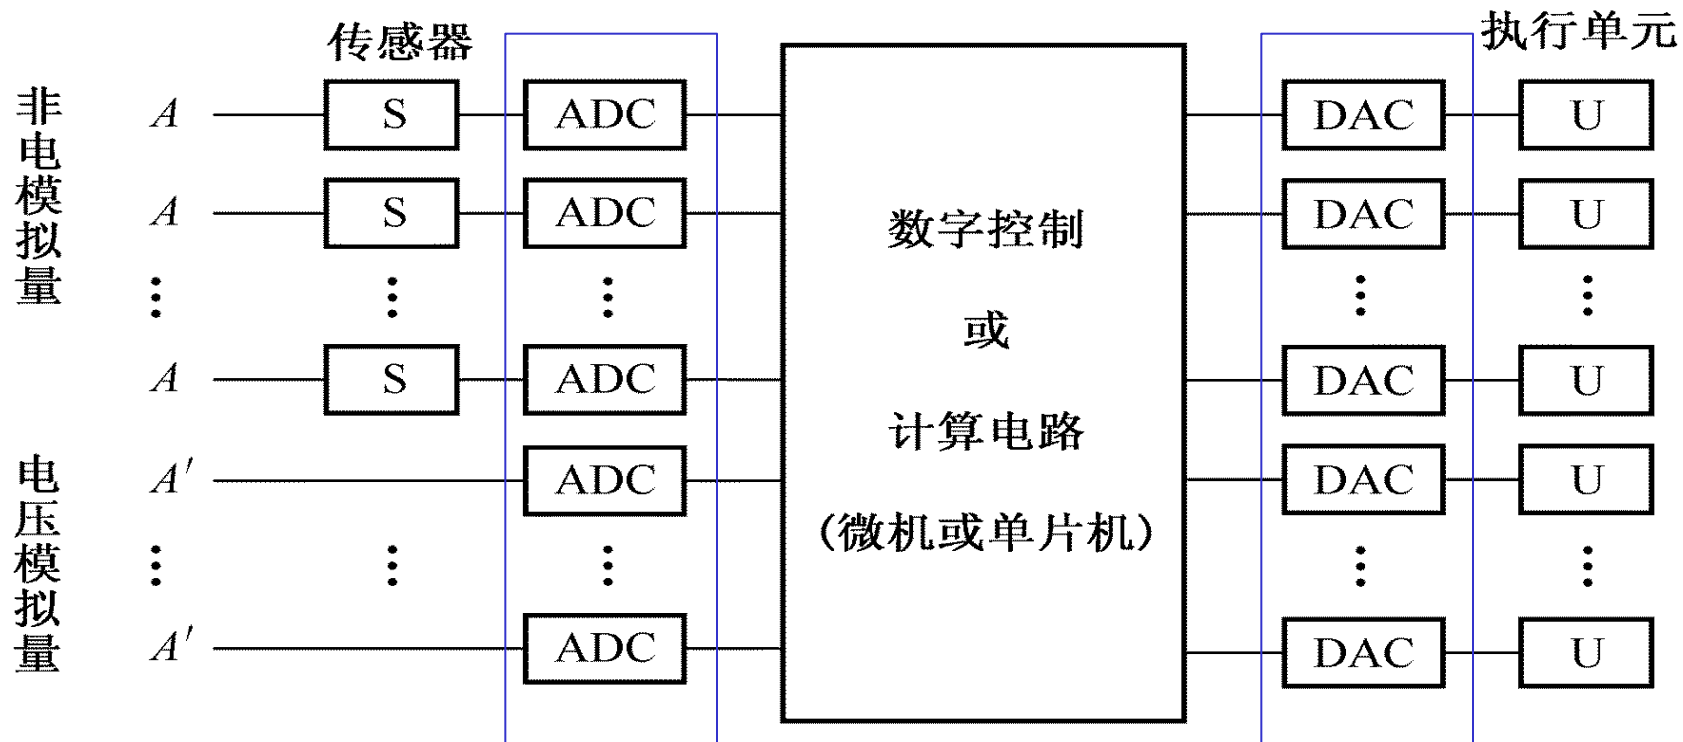 传感器
执行单元
非电模拟量
A S ADC DAC U
A S ADC DAC U
A S ADC DAC U
电压模拟量
A′ ADC DAC U
A′ ADC DAC U
数字控制
或
计算电路
(微机或单片机)